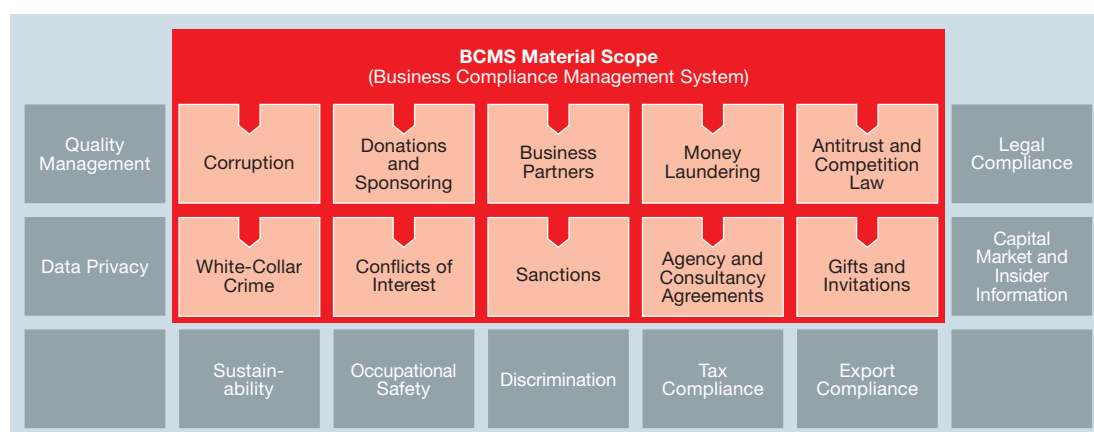 BCMS Material Scope
(Business Compliance Management System)
Quality
Management
Corruption
Donations
and
Sponsoring
Business
Partners
Money
Laundering
Antitrust and
Competition
Law
Legal
Compliance
Data Privacy
White-Collar
Crime
Conflicts of
Interest
Sanctions
Agency and
Consultancy
Agreements
Gifts and
Invitations
Capital
Market and
Insider
Information
Sustain-
ability
Occupational
Safety
Discrimination
Tax
Compliance
Export
Compliance